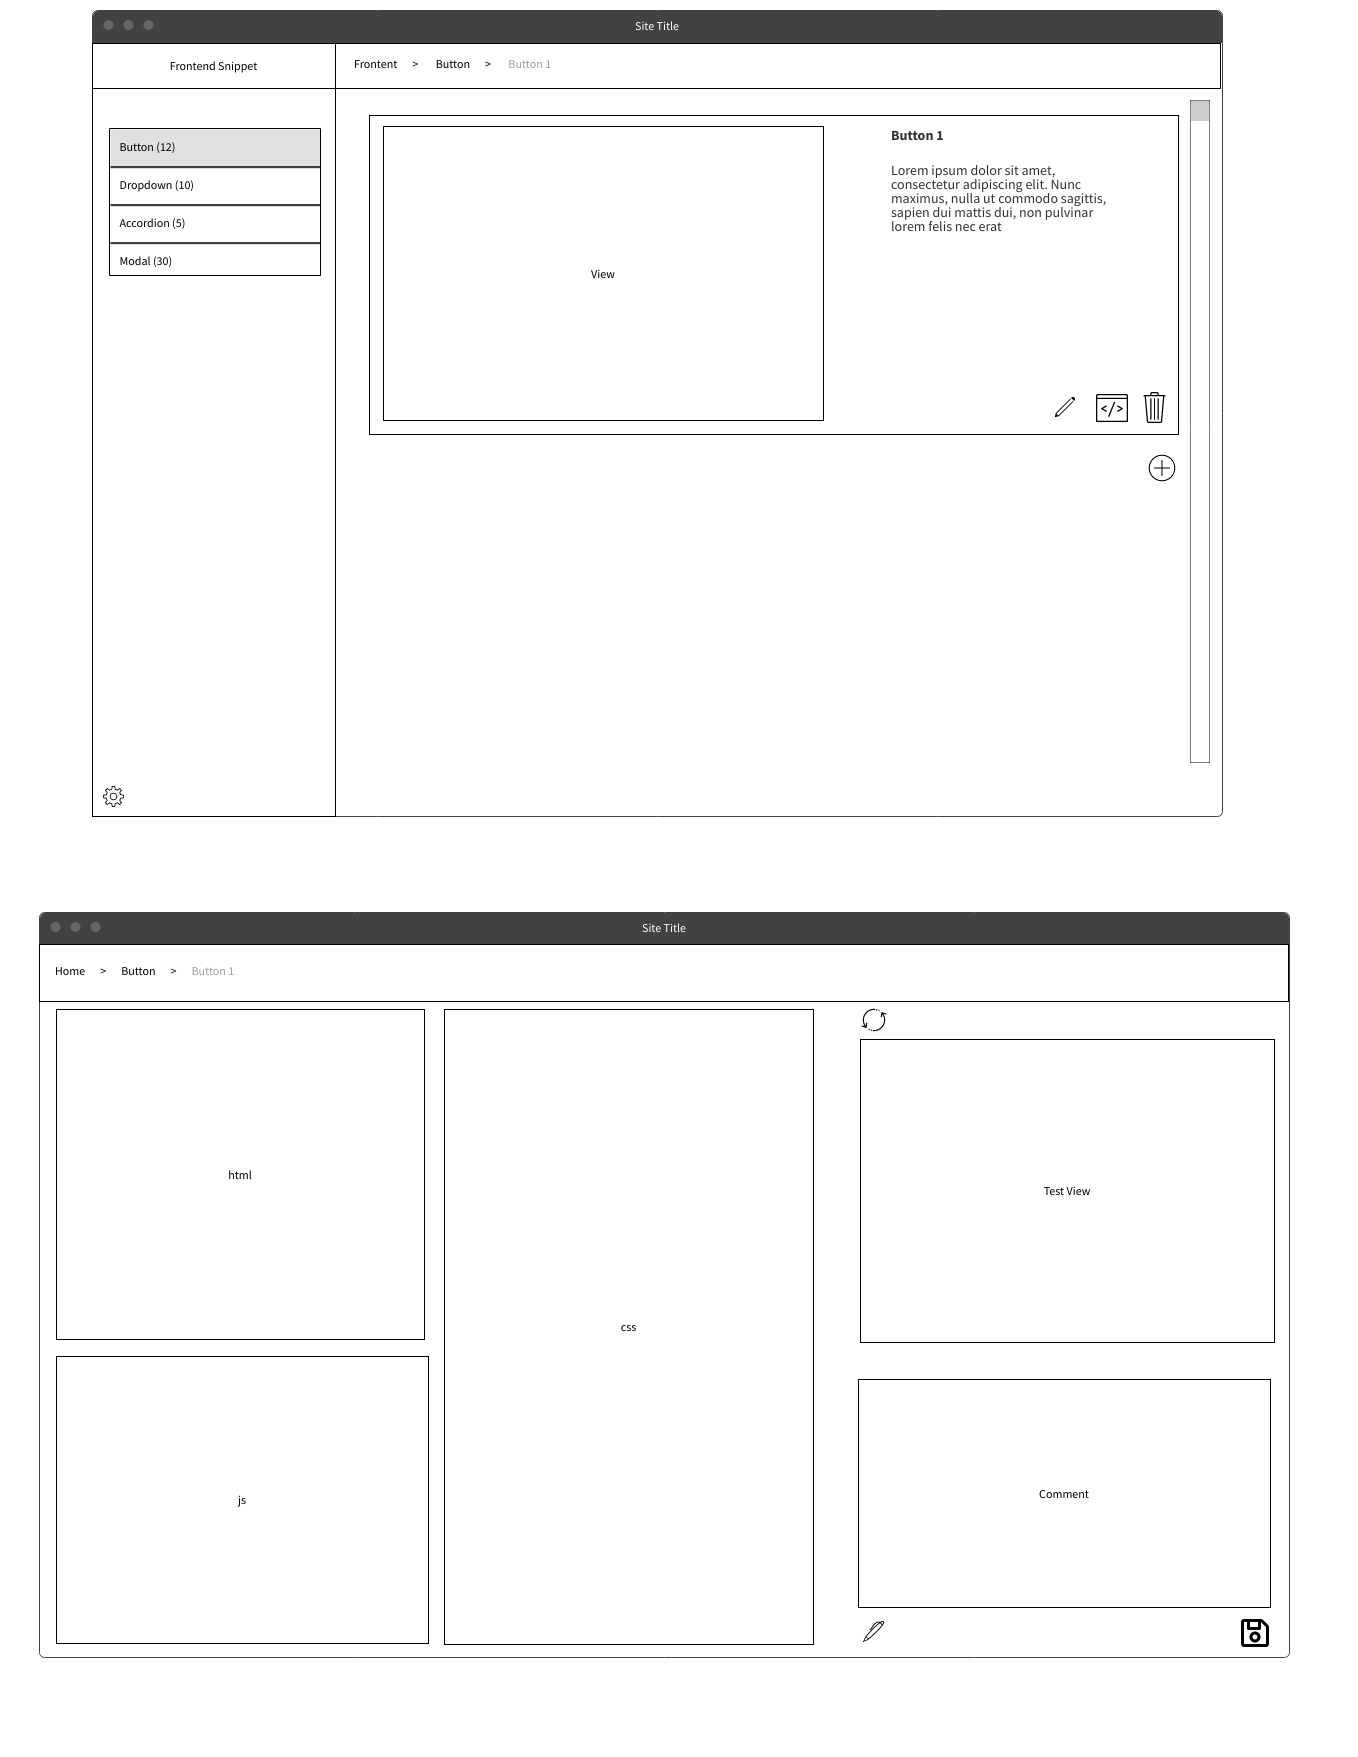 Site Title
Frontend Snippet
Frontent > Button > Button 1
Button (12)
Dropdown (10)
Accordion (5)
Modal (30)
View
Button 1
Lorem ipsum dolor sit amet,
consectetur adipiscing elit. Nunc
maximus, nulla ut commodo sagittis,
sapien dui mattis dui, non pulvinar
lorem felis nec erat
</>
Site Title
Home > Button > Button 1
html
css
js
Test View
Comment